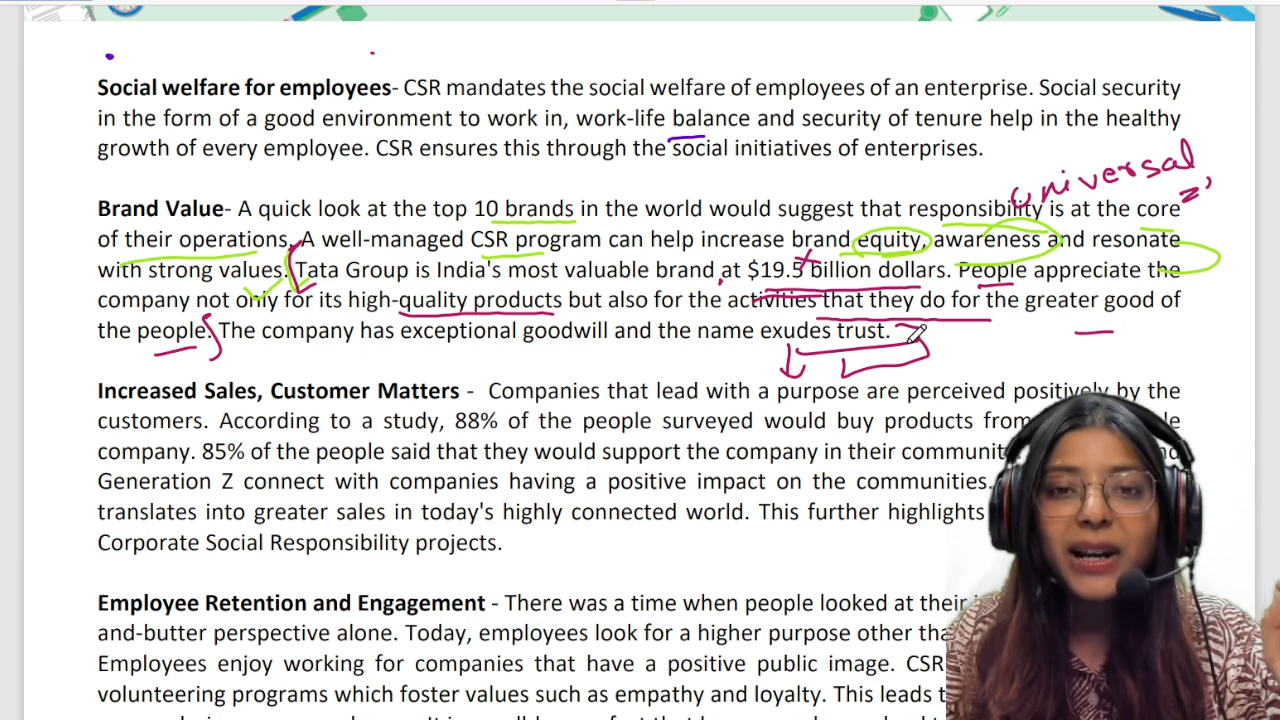 Social welfare for employees- CSR mandates the social welfare of employees of an enterprise. Social security
in the form of a good environment to work in, work-life balance and security of tenure help in the healthy
growth of every employee. CSR ensures this through the social initiatives of enterprises.
universal
Brand Value- A quick look at the top 10 brands in the world would suggest that responsibility is at the core
of their operations. A well-managed CSR program can help increase brand equity, awareness and resonate
with strong values. Tata Group is India's most valuable brand at $19.5 billion dollars. People appreciate the
company not only for its high-quality products but also for the activities that they do for the greater good of
the people. The company has exceptional goodwill and the name exudes trust.
Increased Sales, Customer Matters - Companies that lead with a purpose are perceived positively by the
customers. According to a study, 88% of the people surveyed would buy products from
company. 85% of the people said that they would support the company in their
Generation Z connect with companies having a positive impact on the communities.
translates into greater sales in today's highly connected world. This further highlights
Corporate Social Responsibility projects.
Employee Retention and Engagement - There was a time when people looked at their
and-butter perspective alone. Today, employees look for a higher purpose other
Employees enjoy working for companies that have a positive public image. CSR
volunteering programs which foster values such as empathy and loyalty. This leads